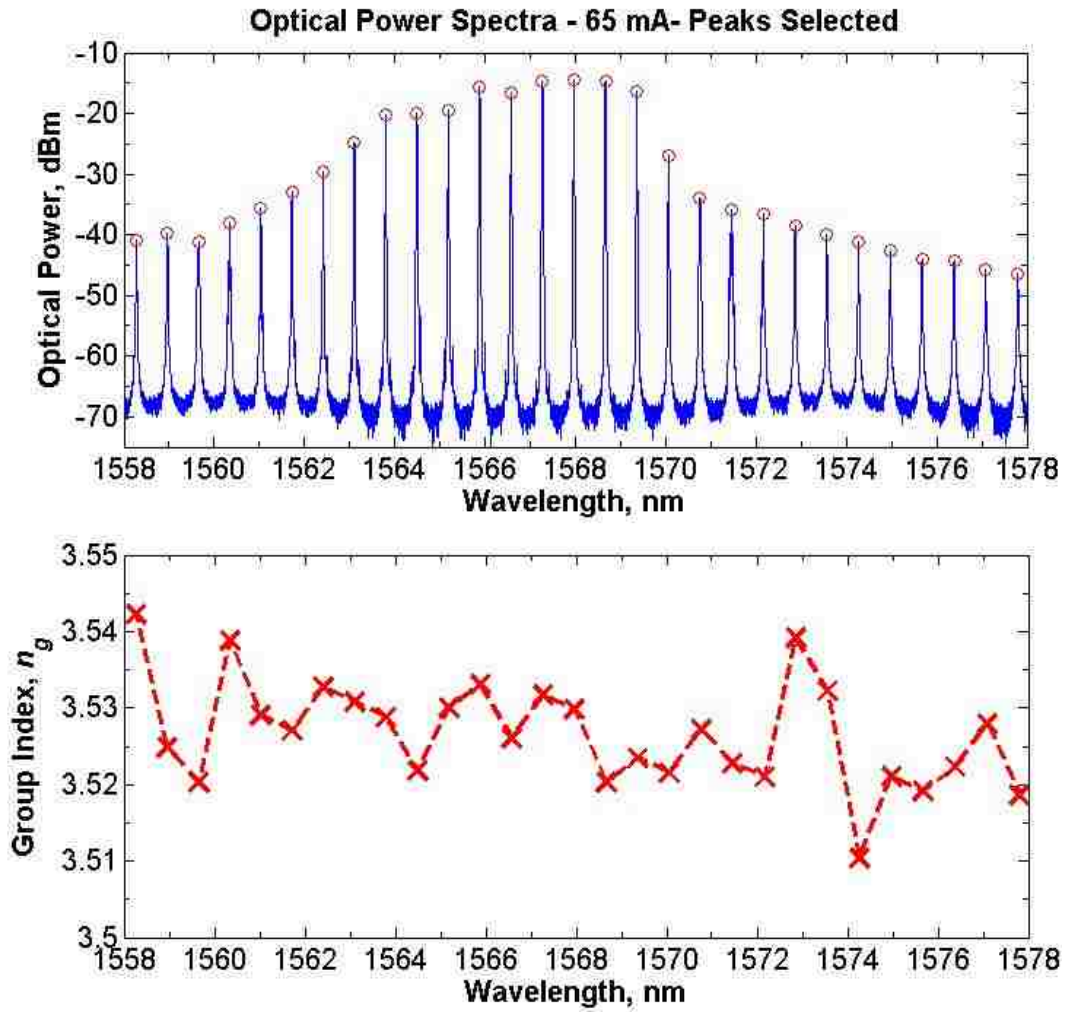 Optical Power Spectra - 65 mA- Peaks Selected
-10
-20
-30
-40
-50
-60
-70
Optical Power, dBm
1558 1560 1562 1564 1566 1568 1570 1572 1574 1576 1578
Wavelength, nm
3.55
3.54
3.53
3.52
3.51
3.5
Group Index, n_g
1558 1560 1562 1564 1566 1568 1570 1572 1574 1576 1578
Wavelength, nm